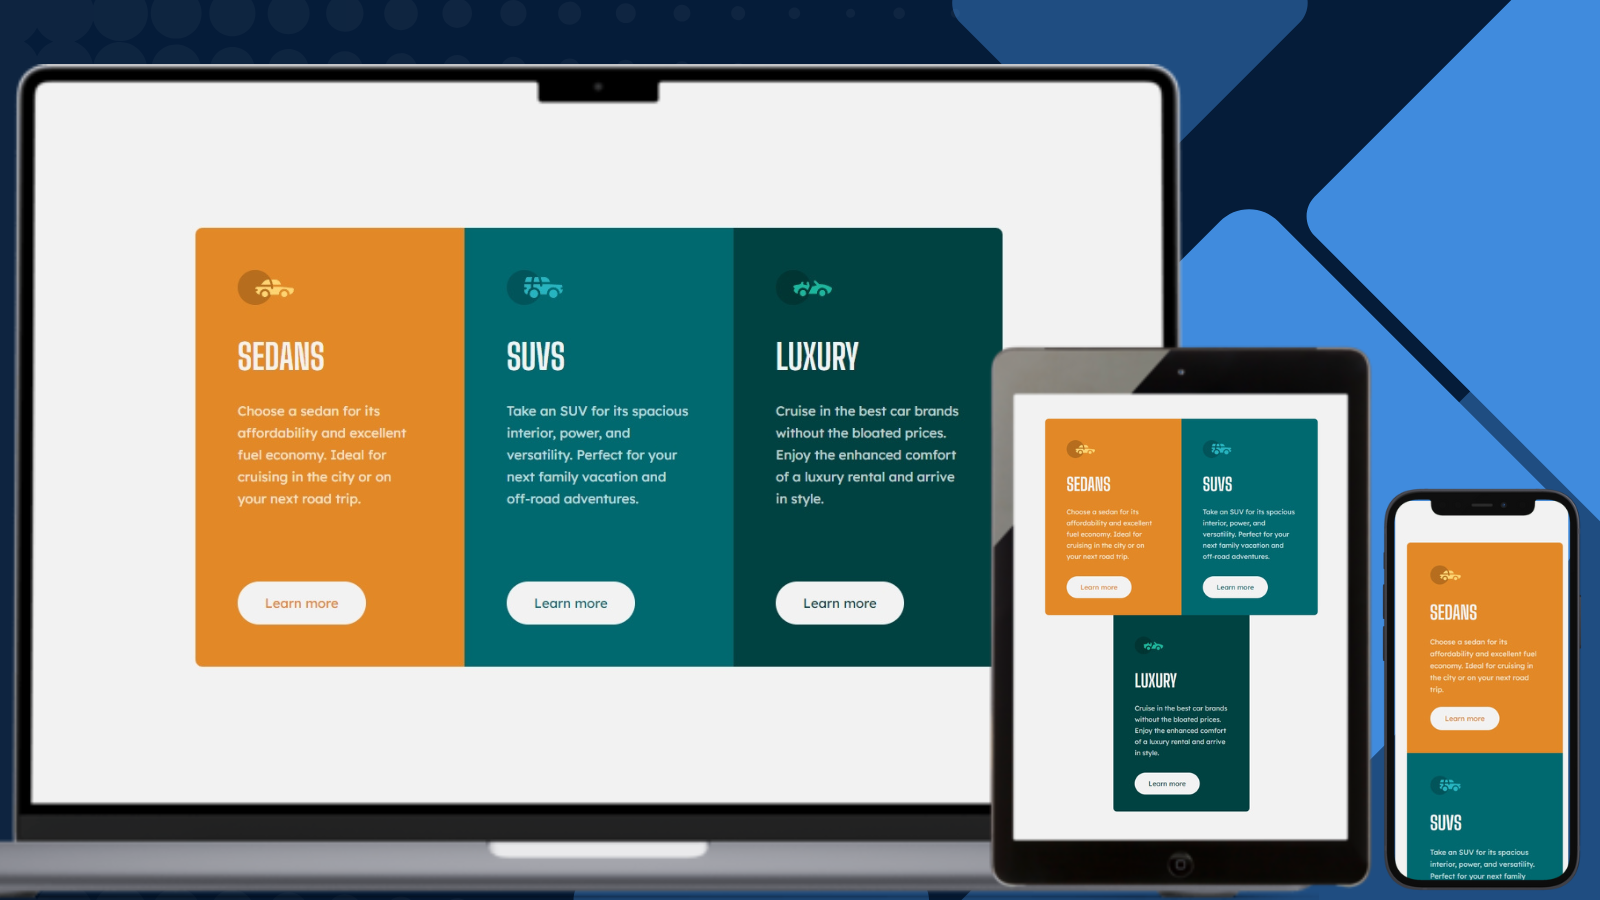 SEDANS
Choose a sedan for its
affordability and excellent
fuel economy. Ideal for
cruising in the city or on
your next road trip.
Learn more
SUVS
Take an SUV for its spacious
interior, power, and
versatility. Perfect for your
next family vacation and
off-road adventures.
Learn more
LUXURY
Cruise in the best car brands
without the bloated prices.
Enjoy the enhanced comfort
of a luxury rental and arrive
in style.
Learn more
SEDANS
Choose a sedan for its
affordability and excellent
fuel economy. Ideal for
cruising in the city or on
your next road trip.
Learn more
SUVS
Take an SUV for its spacious
interior, power, and
versatility. Perfect for your
next family vacation and
off-road adventures.
Learn more
LUXURY
Cruise in the best car brands
without the bloated prices.
Enjoy the enhanced comfort
of a luxury rental and arrive
in style.
Learn more
SEDANS
Choose a sedan for its
affordability and excellent fuel
economy. Ideal for cruising in
the city or on your next road
trip.
Learn more
SUVS
Take an SUV for its spacious
interior, power, and versatility.
Perfect for your next family